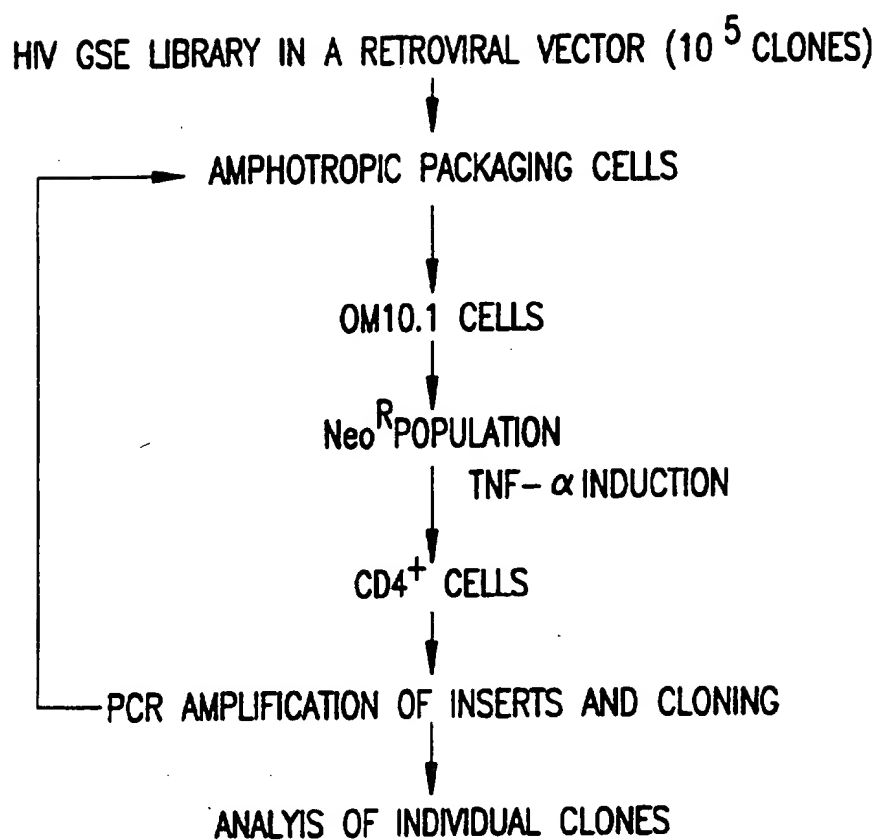 HIV GSE LIBRARY IN A RETROVIRAL VECTOR (10^5 CLONES)
AMPHOTROPIC PACKAGING CELLS
OM10.1 CELLS
Neo^R POPULATION
TNF-α INDUCTION
CD4^+ CELLS
PCR AMPLIFICATION OF INSERTS AND CLONING
ANALYIS OF INDIVIDUAL CLONES